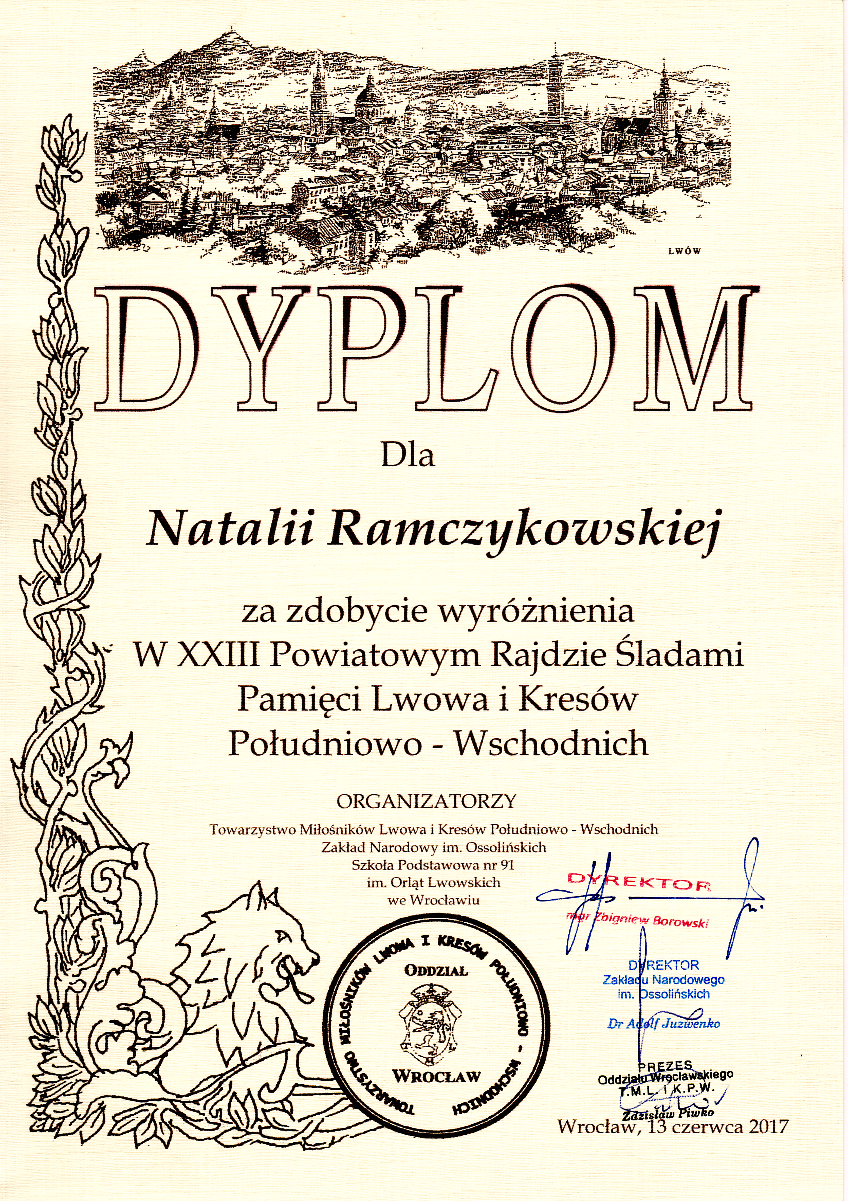 LWÓW
DYPLOM
Dla
Natalii Ramczykowskiej
za zdobycie wyróżnienia
W XXIII Powiatowym Rajdzie Śladami
Pamięci Lwowa i Kresów
Południowo - Wschodnich
ORGANIZATORZY
Towarzystwo Miłośników Lwowa i Kresów Południowo - Wschodnich
Zakład Narodowy im. Ossolińskich
Szkoła Podstawowa nr 91
im. Orląt Lwowskich
we Wrocławiu
DYREKTOR
mgr Zbigniew Borowski
TOWARZYSTWO MIŁOŚNIKÓW LWOWA I KRESÓW POŁUDNIOWO - WSCHODNICH
ODDZIAŁ
WROCŁAW
DYREKTOR
Zakładu Narodowego
im. Ossolińskich
Dr Adolf Juzwenko
PREZES
Oddziału Wrocławskiego
T.M.L. i K.P.W.
Zdzisław Piwko
Wrocław, 13 czerwca 2017